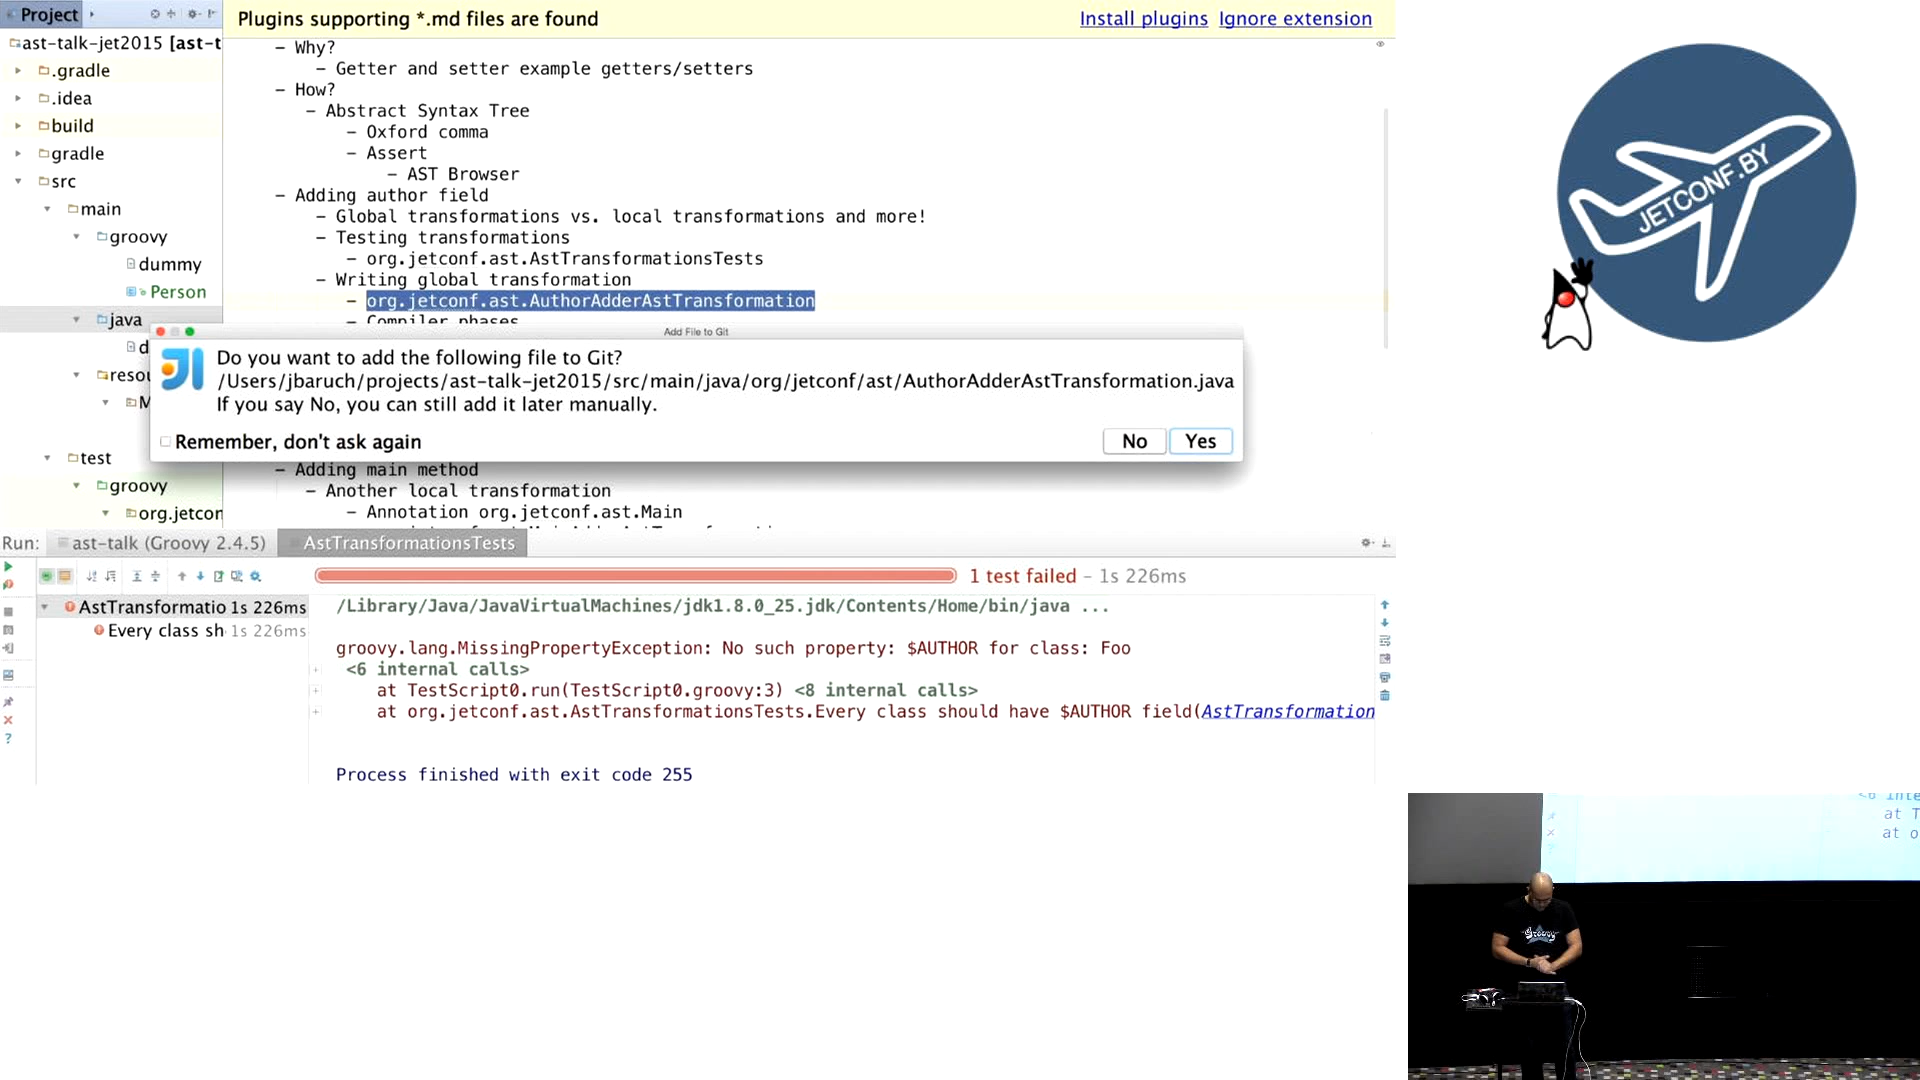 Project
ast-talk-jet2015 [ast-t
.gradle
.idea
build
gradle
src
main
groovy
dummy
Person
java
d
resou
M
test
groovy
org.jetcon
Plugins supporting *.md files are found
Install plugins Ignore extension
– Why?
– Getter and setter example getters/setters
– How?
– Abstract Syntax Tree
– Oxford comma
– Assert
– AST Browser
– Adding author field
– Global transformations vs. local transformations and more!
– Testing transformations
– org.jetconf.ast.AstTransformationsTests
– Writing global transformation
– org.jetconf.ast.AuthorAdderAstTransformation
– Compiler phases
Add File to Git
Do you want to add the following file to Git?
/Users/jbaruch/projects/ast-talk-jet2015/src/main/java/org/jetconf/ast/AuthorAdderAstTransformation.java
If you say No, you can still add it later manually.
Remember, don't ask again
No Yes
– Adding main method
– Another local transformation
– Annotation org.jetconf.ast.Main
Run: ast-talk (Groovy 2.4.5) AstTransformationsTests
1 test failed – 1s 226ms
AstTransformatio 1s 226ms
Every class sh 1s 226ms
/Library/Java/JavaVirtualMachines/jdk1.8.0_25.jdk/Contents/Home/bin/java ...
groovy.lang.MissingPropertyException: No such property: $AUTHOR for class: Foo
<6 internal calls>
at TestScript0.run(TestScript0.groovy:3) <8 internal calls>
at org.jetconf.ast.AstTransformationsTests.Every class should have $AUTHOR field(AstTransformation
Process finished with exit code 255
JETCONF.BY
<6 inte
at T
at o
Groovy